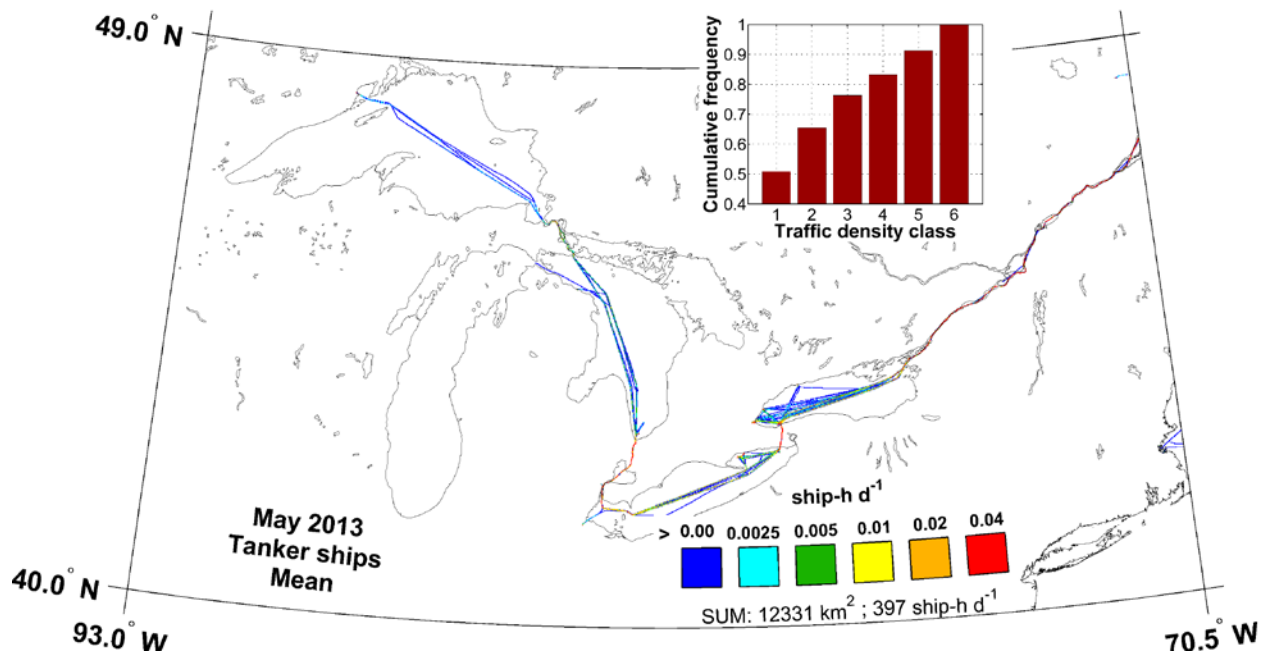 49.0° N
Cumulative frequency
1
0.9
0.8
0.7
0.6
0.5
0.4
1 2 3 4 5 6
Traffic density class
May 2013
Tanker ships
Mean
ship-h d⁻¹
> 0.00 0.0025 0.005 0.01 0.02 0.04
SUM: 12331 km² ; 397 ship-h d⁻¹
40.0° N
93.0° W
70.5° W